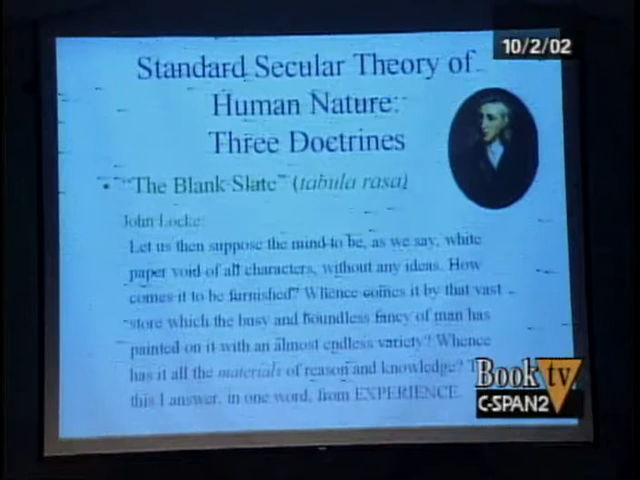 10/2/02
Standard Secular Theory of
Human Nature:
Three Doctrines
• "The Blank Slate" (tabula rasa)
John Locke:
Let us then suppose the mind to be, as we say, white
paper void of all characters, without any ideas. How
comes it to be furnished? Whence comes it by that vast
store which the busy and boundless fancy of man has
painted on it with an almost endless variety? Whence
has it all the materials of reason and knowledge? T
this I answer, in one word, from EXPERIENCE.
Book tv
C-SPAN2